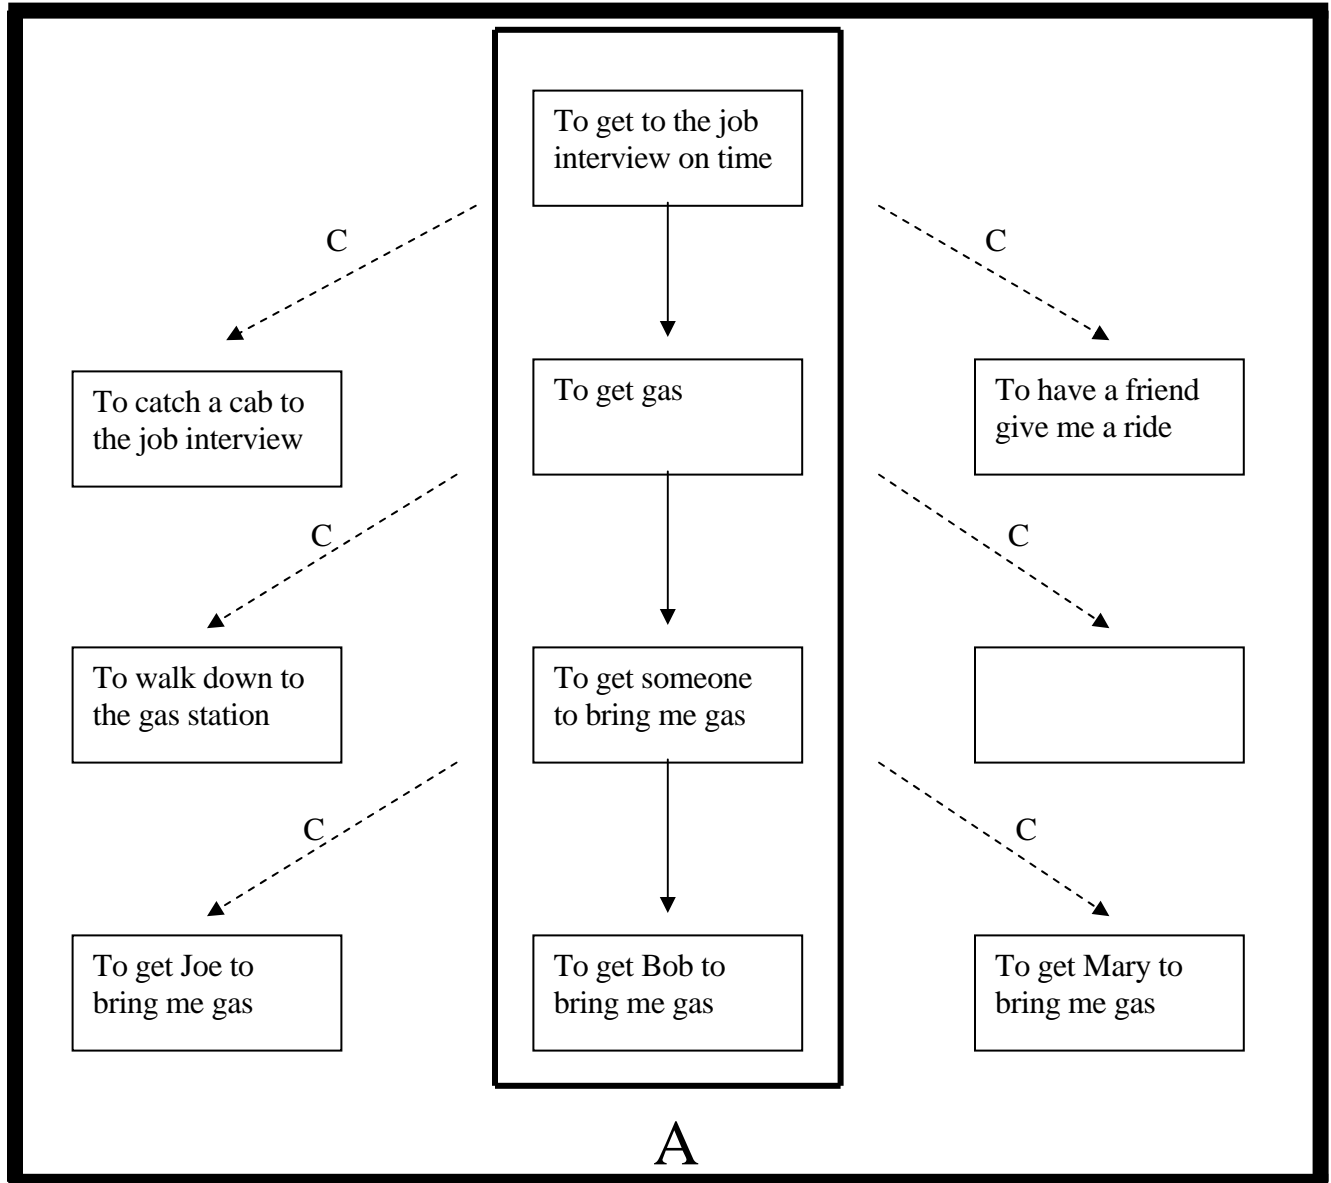 To get to the job
interview on time
C
C
To catch a cab to
the job interview
To get gas
To have a friend
give me a ride
C
C
To walk down to
the gas station
To get someone
to bring me gas
C
C
To get Joe to
bring me gas
To get Bob to
bring me gas
To get Mary to
bring me gas
A